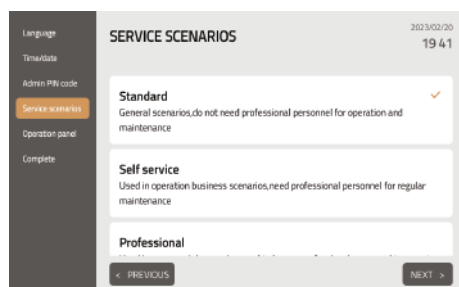 Language
Time/date
Admin PIN code
Service scenarios
Operation panel
Complete
SERVICE SCENARIOS
2023/02/20
19 41
Standard
General scenarios,do not need professional personnel for operation and
maintenance
Self service
Used in operation business scenarios,need professional personnel for regular
maintenance
Professional
< PREVIOUS
NEXT >